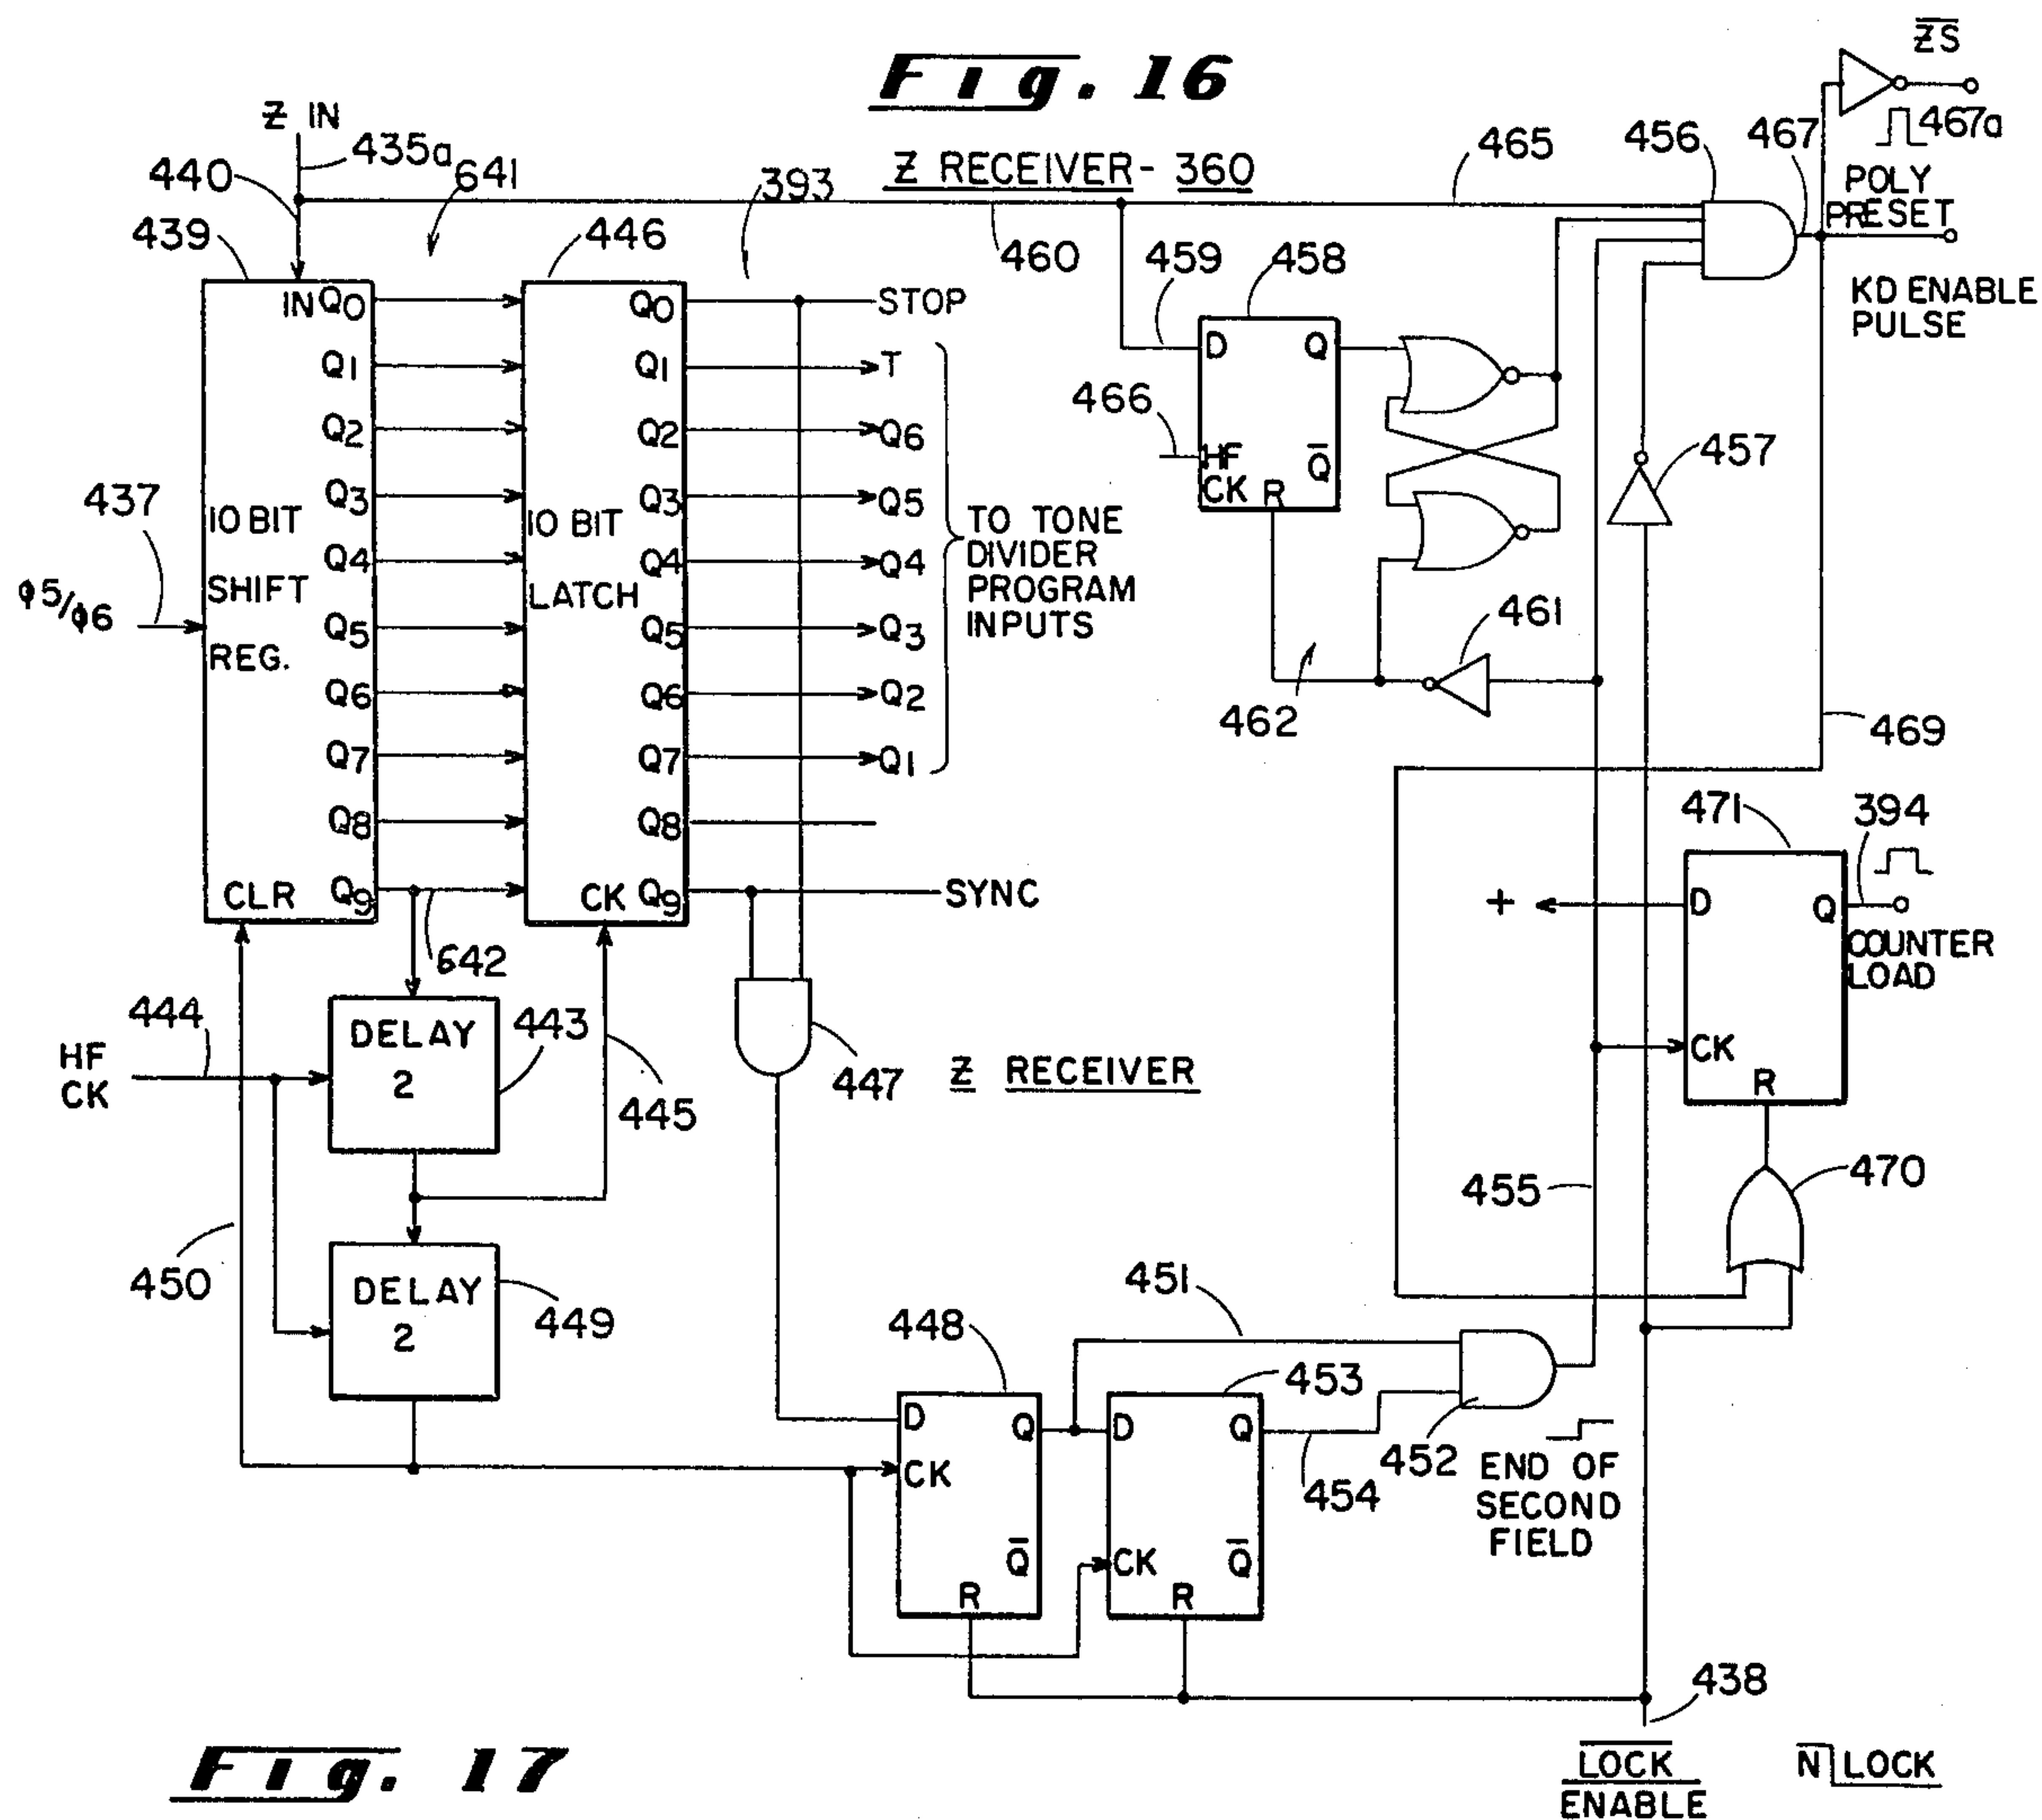 Fig. 16
Z̅S̅
Z IN
435a
641
440
439
393
446
Z RECEIVER-360
465
456
467
467a
POLY
PRESET
KD ENABLE
PULSE
460
459
458
466
457
437
φ5/φ6
IN
Q0
Q1
Q2
Q3
Q4
Q5
Q6
Q7
Q8
Q9
10 BIT
SHIFT
REG.
CLR
10 BIT
LATCH
CK
Q0
Q1
Q2
Q3
Q4
Q5
Q6
Q7
Q8
Q9
STOP
T
Q6
Q5
Q4
Q3
Q2
Q1
SYNC
TO TONE
DIVIDER
PROGRAM
INPUTS
D
Q
HF
CK
R
Q̅
461
462
469
471
394
+
D
Q
COUNTER
LOAD
CK
R
642
444
HF
CK
DELAY
2
443
445
447
Z RECEIVER
450
DELAY
2
449
455
470
448
451
453
D
Q
CK
Q̅
R
D
Q
CK
Q̅
R
454
452
END OF
SECOND
FIELD
438
L̅O̅C̅K̅
ENABLE
N̅ LOCK
Fig. 17